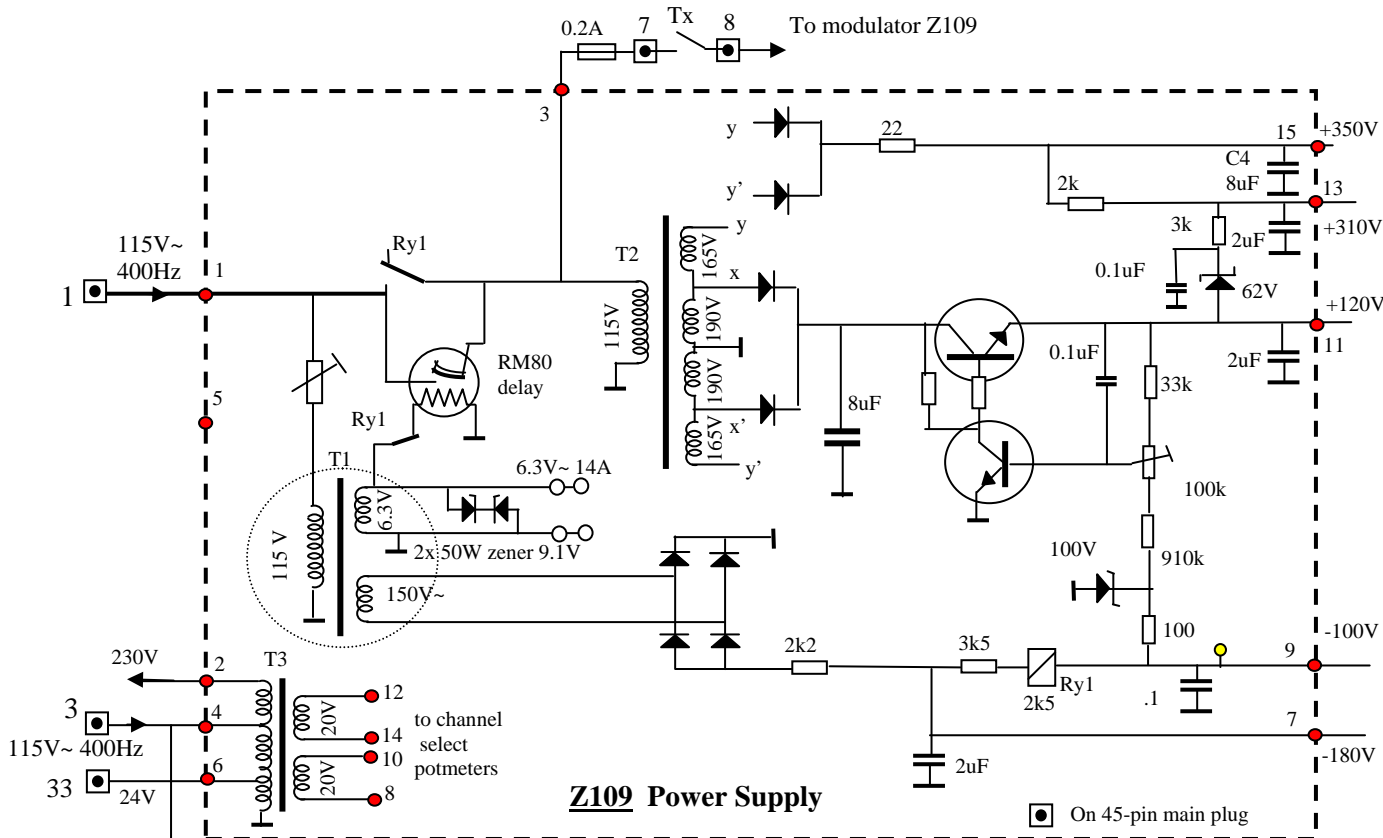 0.2A
7
Tx
8
To modulator Z109
3
y
y'
22
15
+350V
C4
8uF
2k
13
+310V
3k
2uF
0.1uF
62V
+120V
11
2uF
115V~
400Hz
1
1
Ry1
T2
115V
y
165V
x
190V
190V
x'
165V
y'
RM80
delay
5
Ry1
8uF
0.1uF
33k
100k
T1
6.3V~ 14A
6.3V
2x 50W zener 9.1V
115 V
150V~
100V
910k
100
-100V
9
2k2
3k5
Ry1
2k5
.1
7
-180V
2uF
230V
2
T3
3
4
115V~ 400Hz
33
24V
6
20V
20V
12
14
10
8
to channel
select
potmeters
Z109 Power Supply
On 45-pin main plug